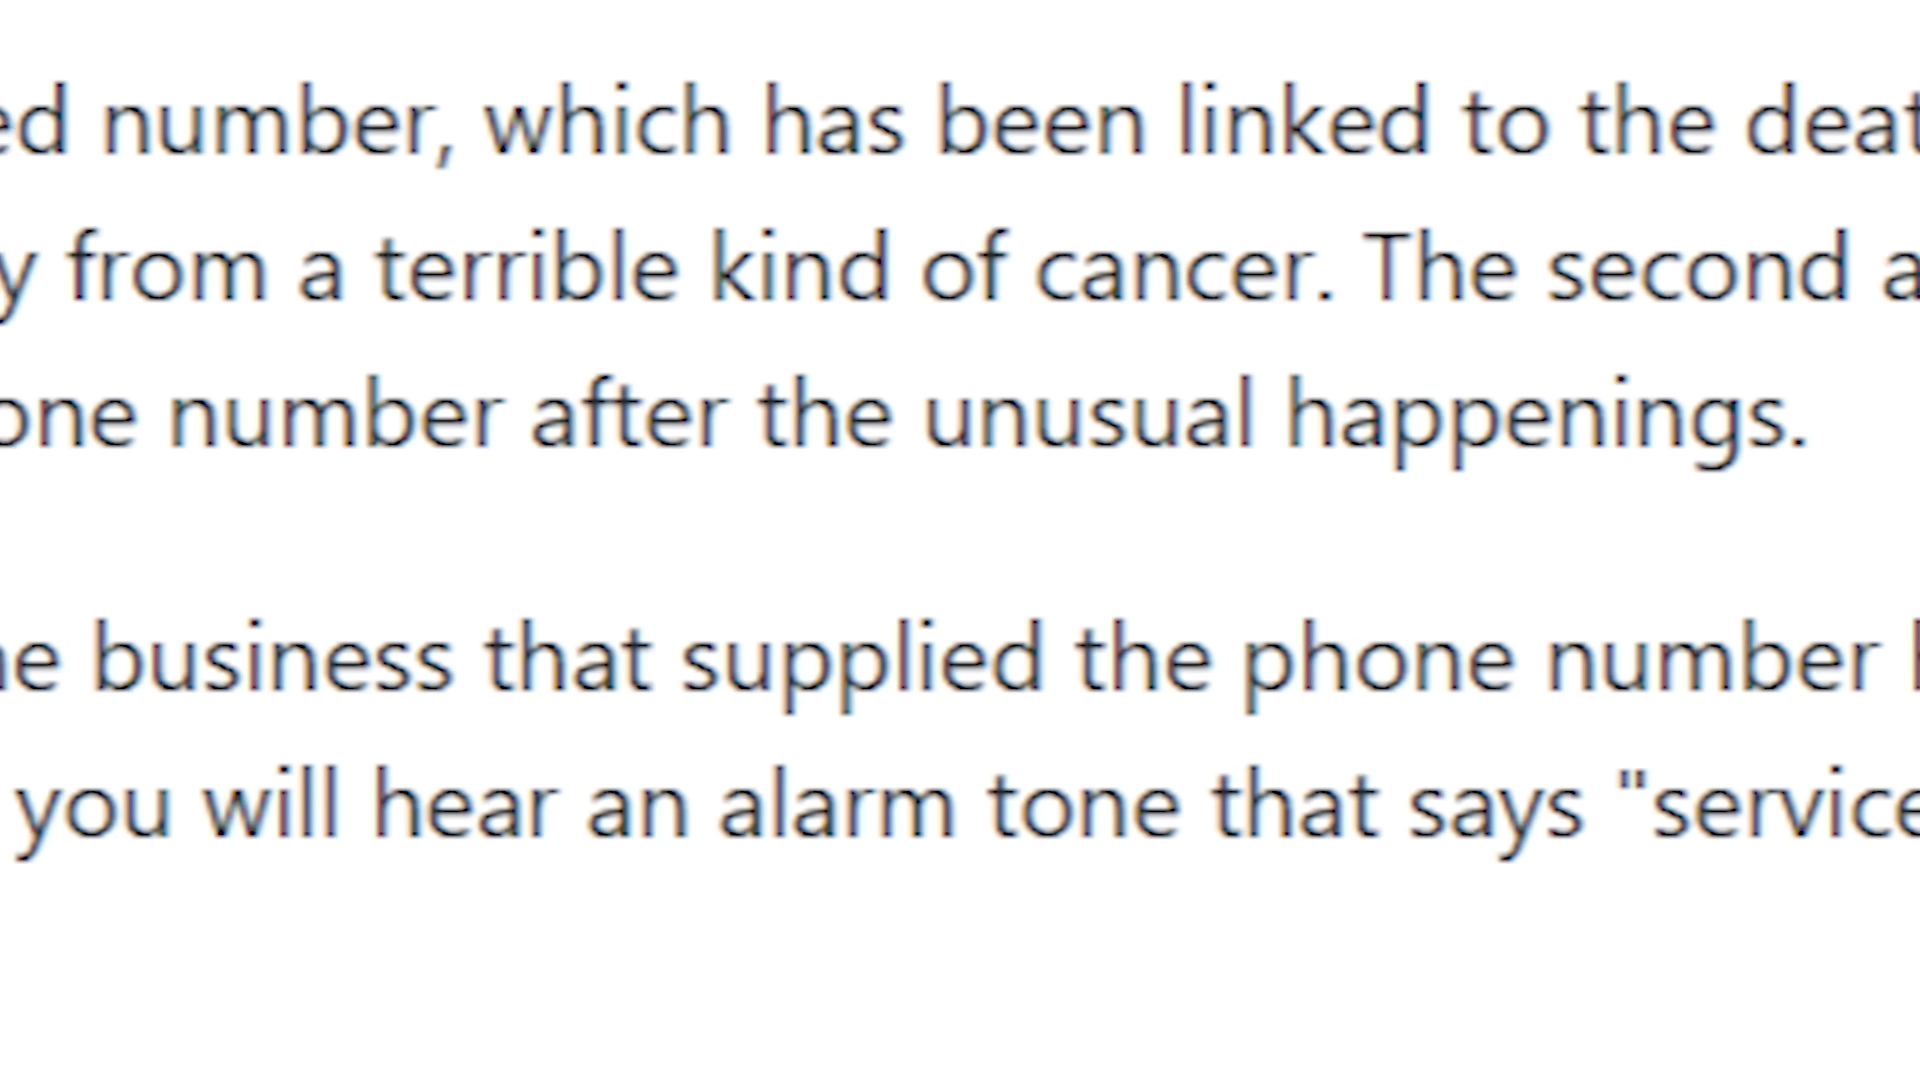 ed number, which has been linked to the deat
y from a terrible kind of cancer. The second a
one number after the unusual happenings.
he business that supplied the phone number
you will hear an alarm tone that says "service